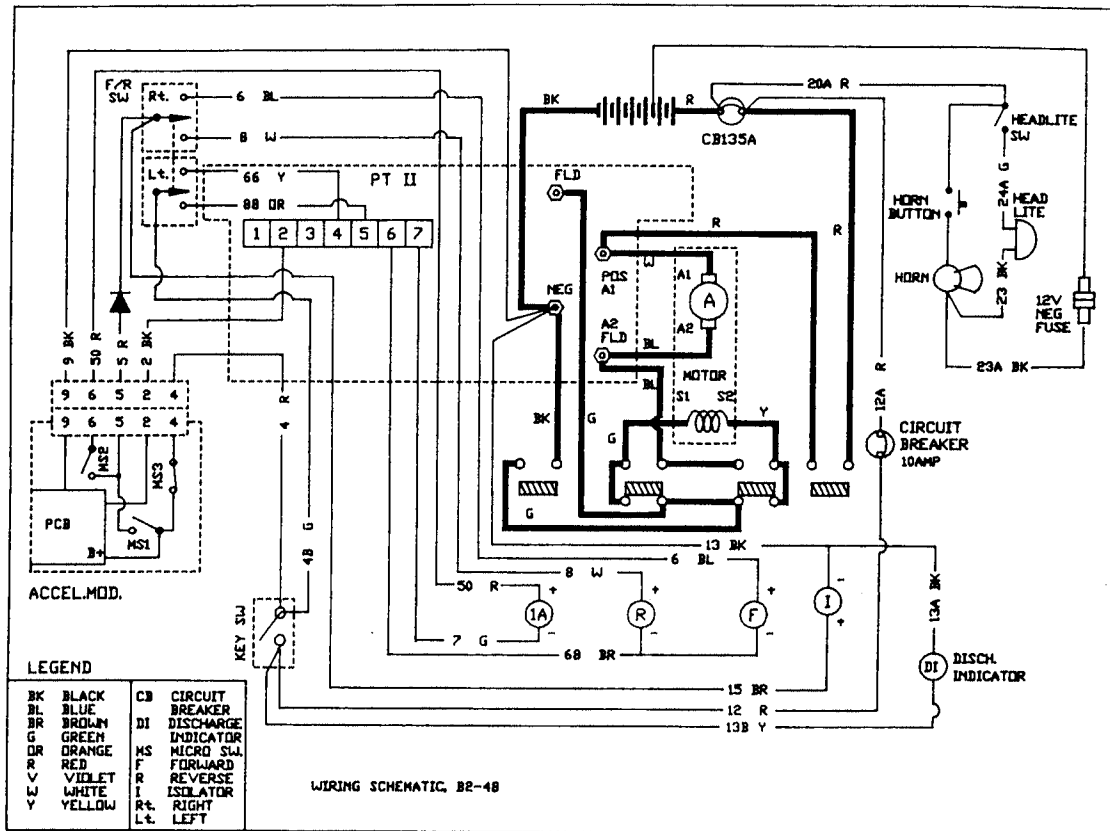 F/R
SW
Rt.
6 BL
8 W
Lt.
66 Y
88 OR
PT II
1 2 3 4 5 6 7
BK
R
CB135A
20A R
HEADLITE
SW
24A G
HEAD
LITE
HORN
BUTTON
HORN
23 BK
12V
NEG
FUSE
23A BK
FLD
R
R
POS
A1
W
A1
A
A2
NEG
A2
FLD
BL
BL
MOTOR
S1 S2
BK
G
G
Y
G
9 BK
50 R
5 R
2 BK
9 6 5 2 4
9 6 5 2 4
MS2
MS3
MS1
PCB
B+
ACCEL.MOD.
4 R
4B G
KEY SW
12A R
CIRCUIT
BREAKER
10AMP
13 BK
6 BL
8 W
50 R
+ + + -
1A R F I
- - - +
7 G
68 BR
13A BK
DI
DISCH.
INDICATOR
15 BR
12 R
13B Y
LEGEND
BK BLACK
BL BLUE
BR BROWN
G GREEN
OR ORANGE
R RED
V VIOLET
W WHITE
Y YELLOW
CB CIRCUIT
BREAKER
DI DISCHARGE
INDICATOR
MS MICRO SW.
F FORWARD
R REVERSE
I ISOLATOR
Rt. RIGHT
Lt. LEFT
WIRING SCHEMATIC, B2-48